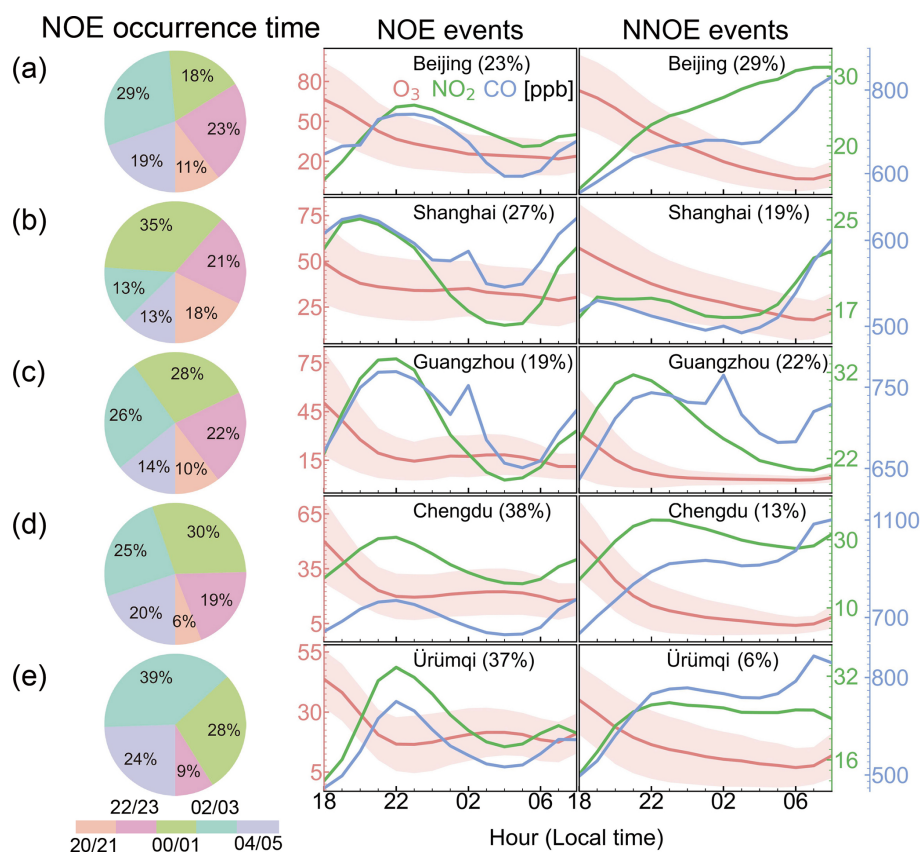 NOE occurrence time NOE events NNOE events
(a) 18% 29% 23% 19% 11%
Beijing (23%) Beijing (29%)
O₃ NO₂ CO [ppb]
80 50 20
30 20
800 600
(b) 35% 21% 13% 13% 18%
Shanghai (27%) Shanghai (19%)
75 50 25
25 17
600 500
(c) 28% 26% 22% 14% 10%
Guangzhou (19%) Guangzhou (22%)
75 45 15
32 22
750 650
(d) 30% 25% 19% 20% 6%
Chengdu (38%) Chengdu (13%)
65 35 5
30 10
1100 700
(e) 39% 28% 24% 9%
Ürümqi (37%) Ürümqi (6%)
55 30 5
32 16
800 500
18 22 02 06 18 22 02 06
22/23 02/03
20/21 00/01 04/05
Hour (Local time)